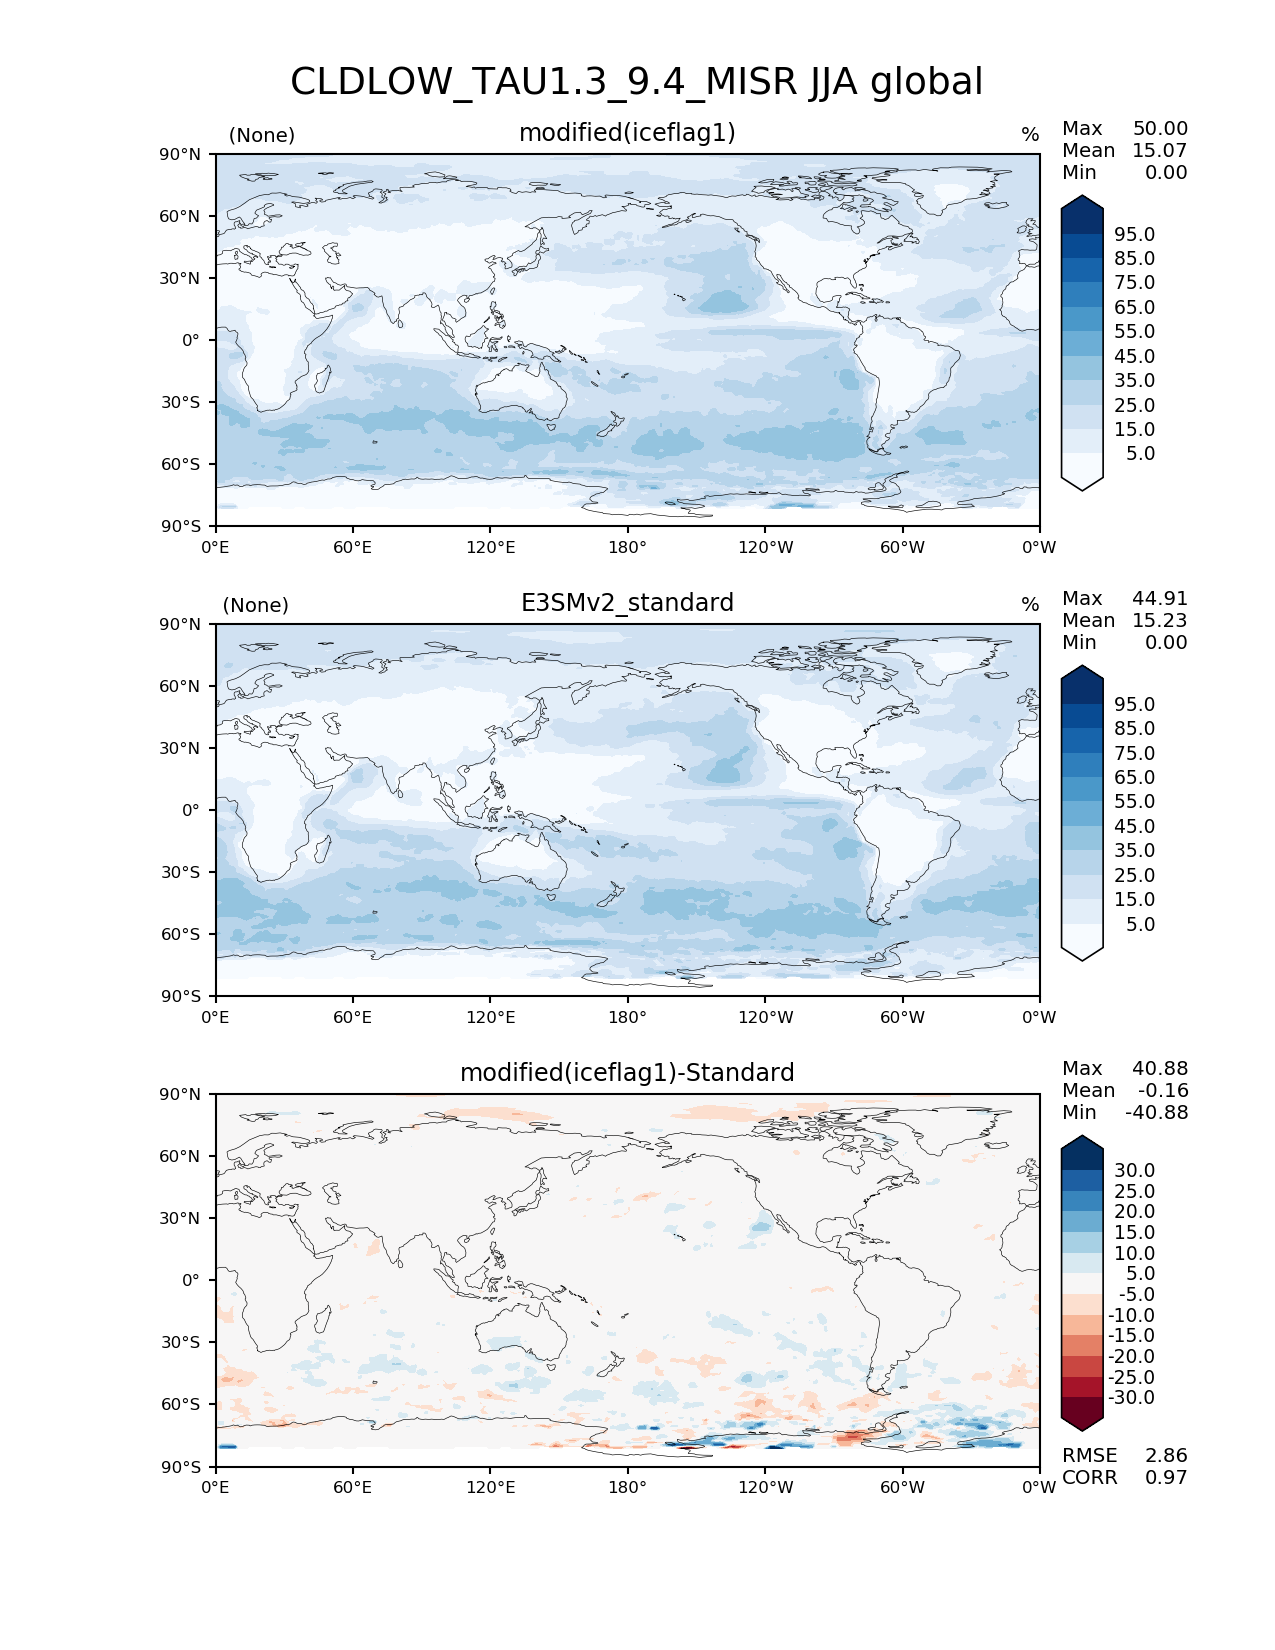 CLDLOW_TAU1.3_9.4_MISR JJA global
(None) modified(iceflag1) %
Max 50.00
Mean 15.07
Min 0.00
90°N
60°N
30°N
0°
30°S
60°S
90°S
0°E 60°E 120°E 180° 120°W 60°W 0°W
95.0
85.0
75.0
65.0
55.0
45.0
35.0
25.0
15.0
5.0
(None) E3SMv2_standard %
Max 44.91
Mean 15.23
Min 0.00
90°N
60°N
30°N
0°
30°S
60°S
90°S
0°E 60°E 120°E 180° 120°W 60°W 0°W
95.0
85.0
75.0
65.0
55.0
45.0
35.0
25.0
15.0
5.0
modified(iceflag1)-Standard
Max 40.88
Mean -0.16
Min -40.88
90°N
60°N
30°N
0°
30°S
60°S
90°S
0°E 60°E 120°E 180° 120°W 60°W 0°W
30.0
25.0
20.0
15.0
10.0
5.0
-5.0
-10.0
-15.0
-20.0
-25.0
-30.0
RMSE 2.86
CORR 0.97